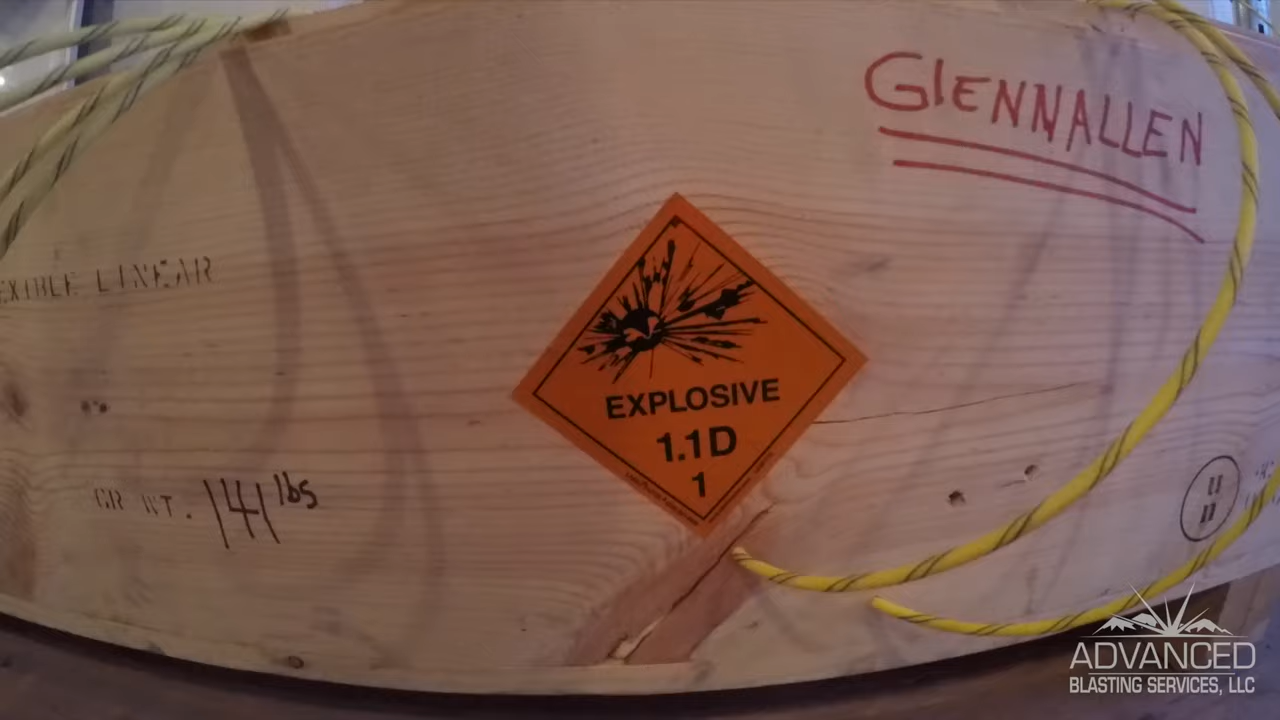 GlENNALLEN
EXIBLE LINEAR
EXPLOSIVE
1.1D
1
GR WT. 141 lbs
u
n
ADVANCED
BLASTING SERVICES, LLC